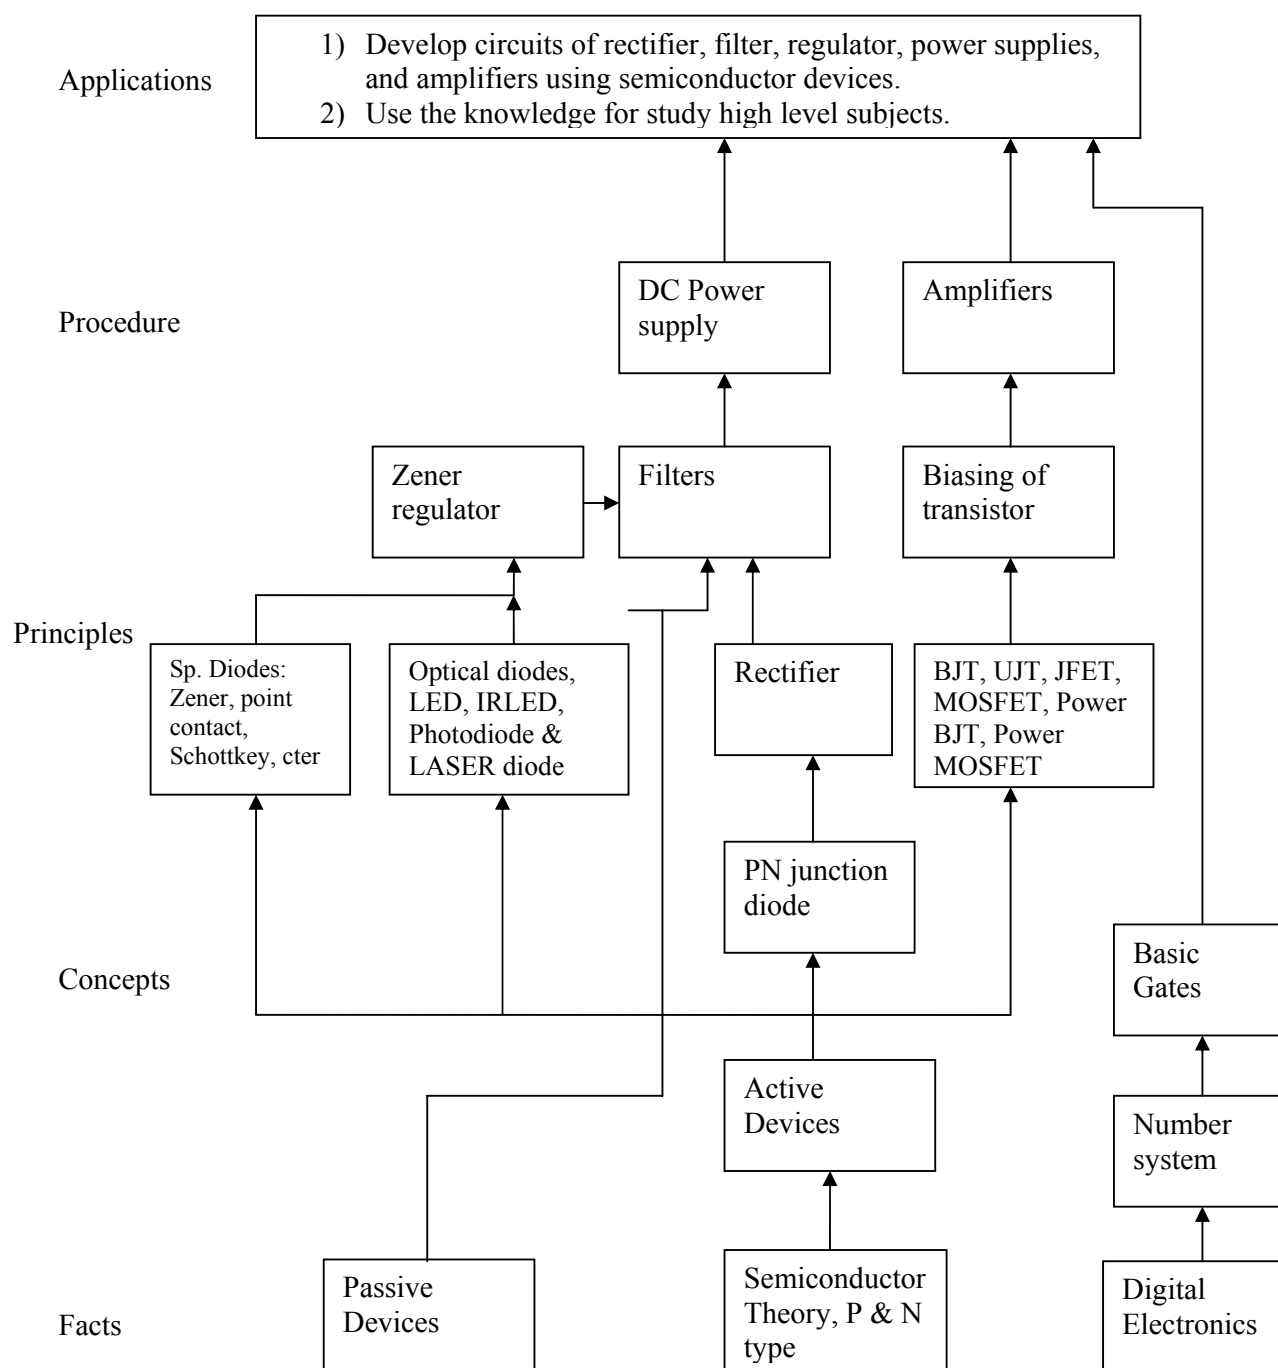 Applications
1) Develop circuits of rectifier, filter, regulator, power supplies,
and amplifiers using semiconductor devices.
2) Use the knowledge for study high level subjects.
Procedure
DC Power
supply
Amplifiers
Zener
regulator
Filters
Biasing of
transistor
Principles
Sp. Diodes:
Zener, point
contact,
Schottkey, cter
Optical diodes,
LED, IRLED,
Photodiode &
LASER diode
Rectifier
BJT, UJT, JFET,
MOSFET, Power
BJT, Power
MOSFET
PN junction
diode
Concepts
Basic
Gates
Active
Devices
Number
system
Facts
Passive
Devices
Semiconductor
Theory, P & N
type
Digital
Electronics